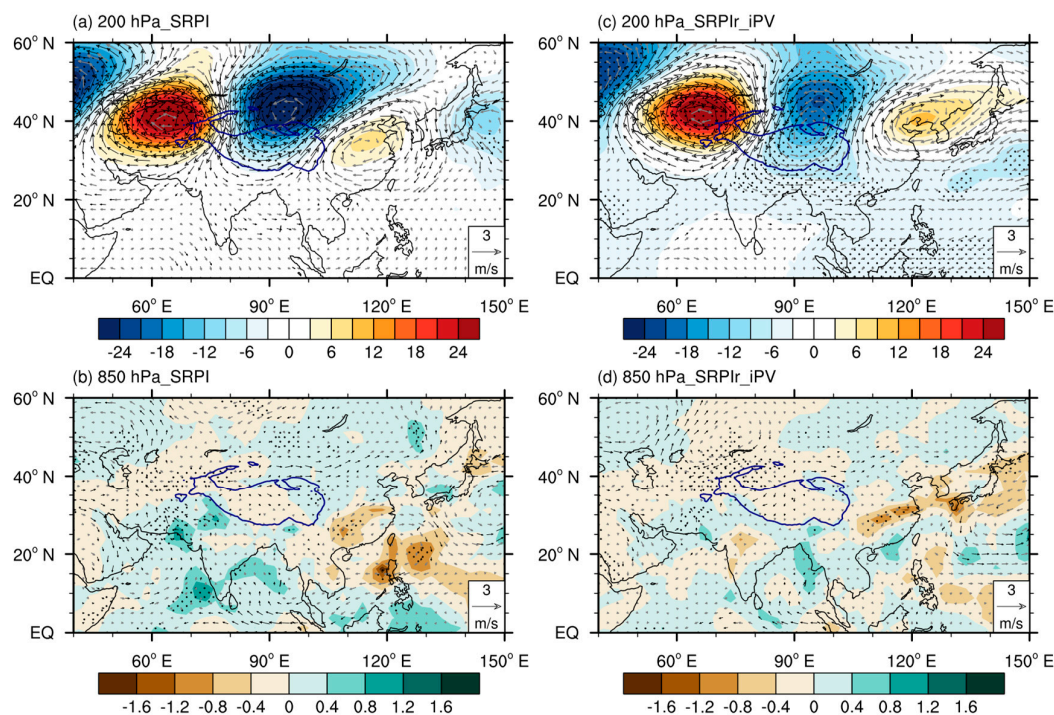 (a) 200 hPa_SRPI
60° N
40° N
20° N
EQ
3
m/s
60° E 90° E 120° E 150° E
-24 -18 -12 -6 0 6 12 18 24
(c) 200 hPa_SRPIr_iPV
60° N
40° N
20° N
EQ
3
m/s
60° E 90° E 120° E 150° E
-24 -18 -12 -6 0 6 12 18 24
(b) 850 hPa_SRPI
60° N
40° N
20° N
EQ
3
m/s
60° E 90° E 120° E 150° E
-1.6 -1.2 -0.8 -0.4 0 0.4 0.8 1.2 1.6
(d) 850 hPa_SRPIr_iPV
60° N
40° N
20° N
EQ
3
m/s
60° E 90° E 120° E 150° E
-1.6 -1.2 -0.8 -0.4 0 0.4 0.8 1.2 1.6